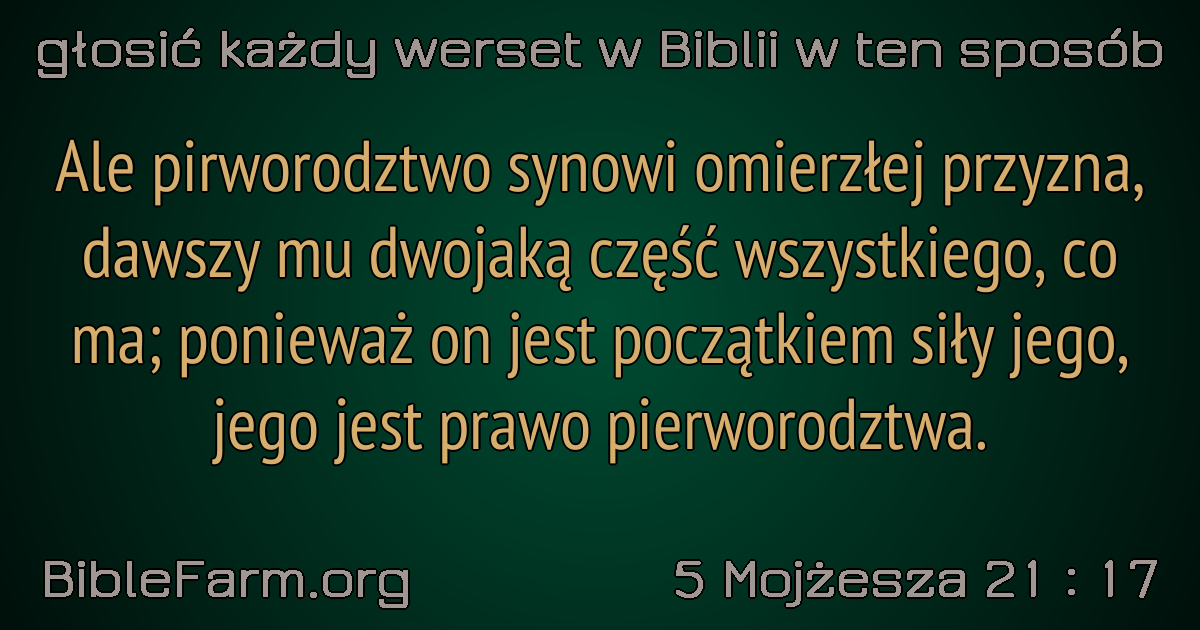 głosić każdy werset w Biblii w ten sposób
Ale pirworodztwo synowi omierzłej przyzna,
dawszy mu dwojaką część wszystkiego, co
ma; ponieważ on jest początkiem siły jego,
jego jest prawo pierworodztwa.
BibleFarm.org
5 Mojżesza 21 : 17